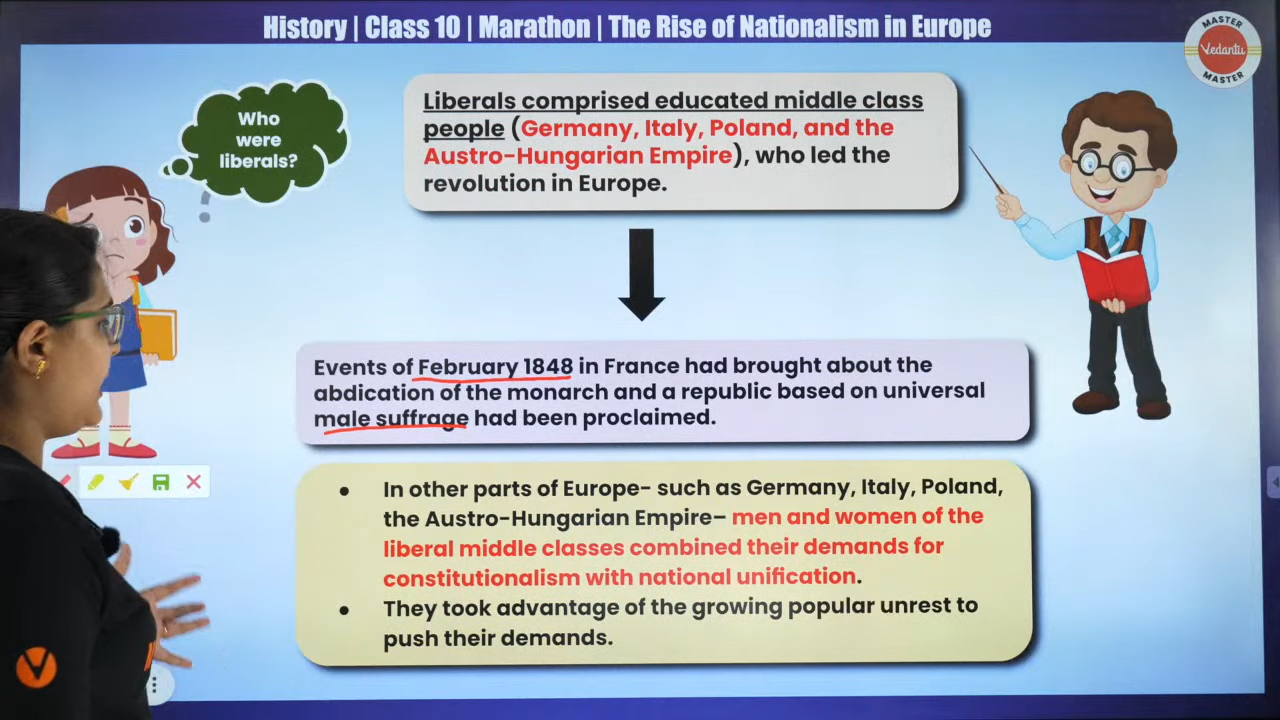 History | Class 10 | Marathon | The Rise of Nationalism in Europe
MASTER
Vedantu
MASTER
Who
were
liberals?
Liberals comprised educated middle class
people (Germany, Italy, Poland, and the
Austro-Hungarian Empire), who led the
revolution in Europe.
Events of February 1848 in France had brought about the
abdication of the monarch and a republic based on universal
male suffrage had been proclaimed.
• In other parts of Europe- such as Germany, Italy, Poland,
the Austro-Hungarian Empire– men and women of the
liberal middle classes combined their demands for
constitutionalism with national unification.
• They took advantage of the growing popular unrest to
push their demands.